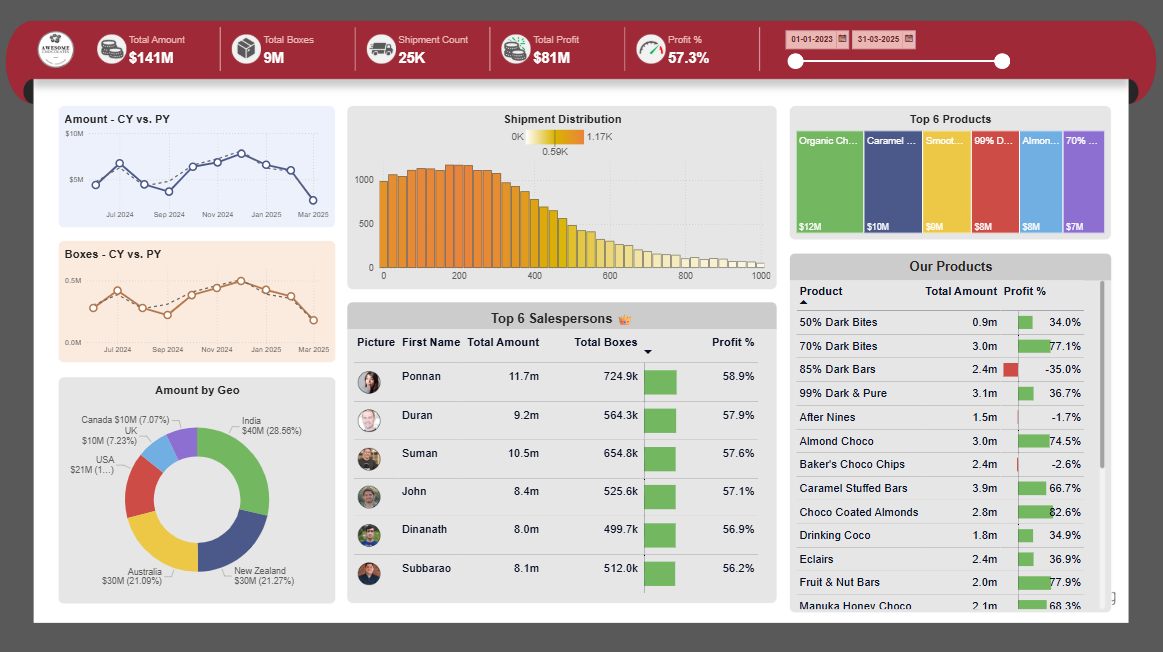 AWESOME
CHOCOLATES
Total Amount
$141M
Total Boxes
9M
Shipment Count
25K
Total Profit
$81M
Profit %
57.3%
01-01-2023
31-03-2025
Amount - CY vs. PY
$10M
$5M
Jul 2024 Sep 2024 Nov 2024 Jan 2025 Mar 2025
Boxes - CY vs. PY
0.5M
0.0M
Jul 2024 Sep 2024 Nov 2024 Jan 2025 Mar 2025
Amount by Geo
Canada $10M (7.07%)
UK
$10M (7.23%)
USA
$21M (1...)
India
$40M (28.56%)
Australia
$30M (21.09%)
New Zealand
$30M (21.27%)
Shipment Distribution
0K 1.17K
0.59K
1000
500
0
0 200 400 600 800 1000
Top 6 Salespersons
Picture First Name Total Amount Total Boxes Profit %
Ponnan 11.7m 724.9k 58.9%
Duran 9.2m 564.3k 57.9%
Suman 10.5m 654.8k 57.6%
John 8.4m 525.6k 57.1%
Dinanath 8.0m 499.7k 56.9%
Subbarao 8.1m 512.0k 56.2%
Top 6 Products
Organic Ch... Caramel ... Smoot... 99% D... Almon... 70% ...
$12M $10M $9M $8M $8M $7M
Our Products
Product Total Amount Profit %
50% Dark Bites 0.9m 34.0%
70% Dark Bites 3.0m 77.1%
85% Dark Bars 2.4m -35.0%
99% Dark & Pure 3.1m 36.7%
After Nines 1.5m -1.7%
Almond Choco 3.0m 74.5%
Baker's Choco Chips 2.4m -2.6%
Caramel Stuffed Bars 3.9m 66.7%
Choco Coated Almonds 2.8m 82.6%
Drinking Coco 1.8m 34.9%
Eclairs 2.4m 36.9%
Fruit & Nut Bars 2.0m 77.9%
Manuka Honey Choco 2.1m 68.3%